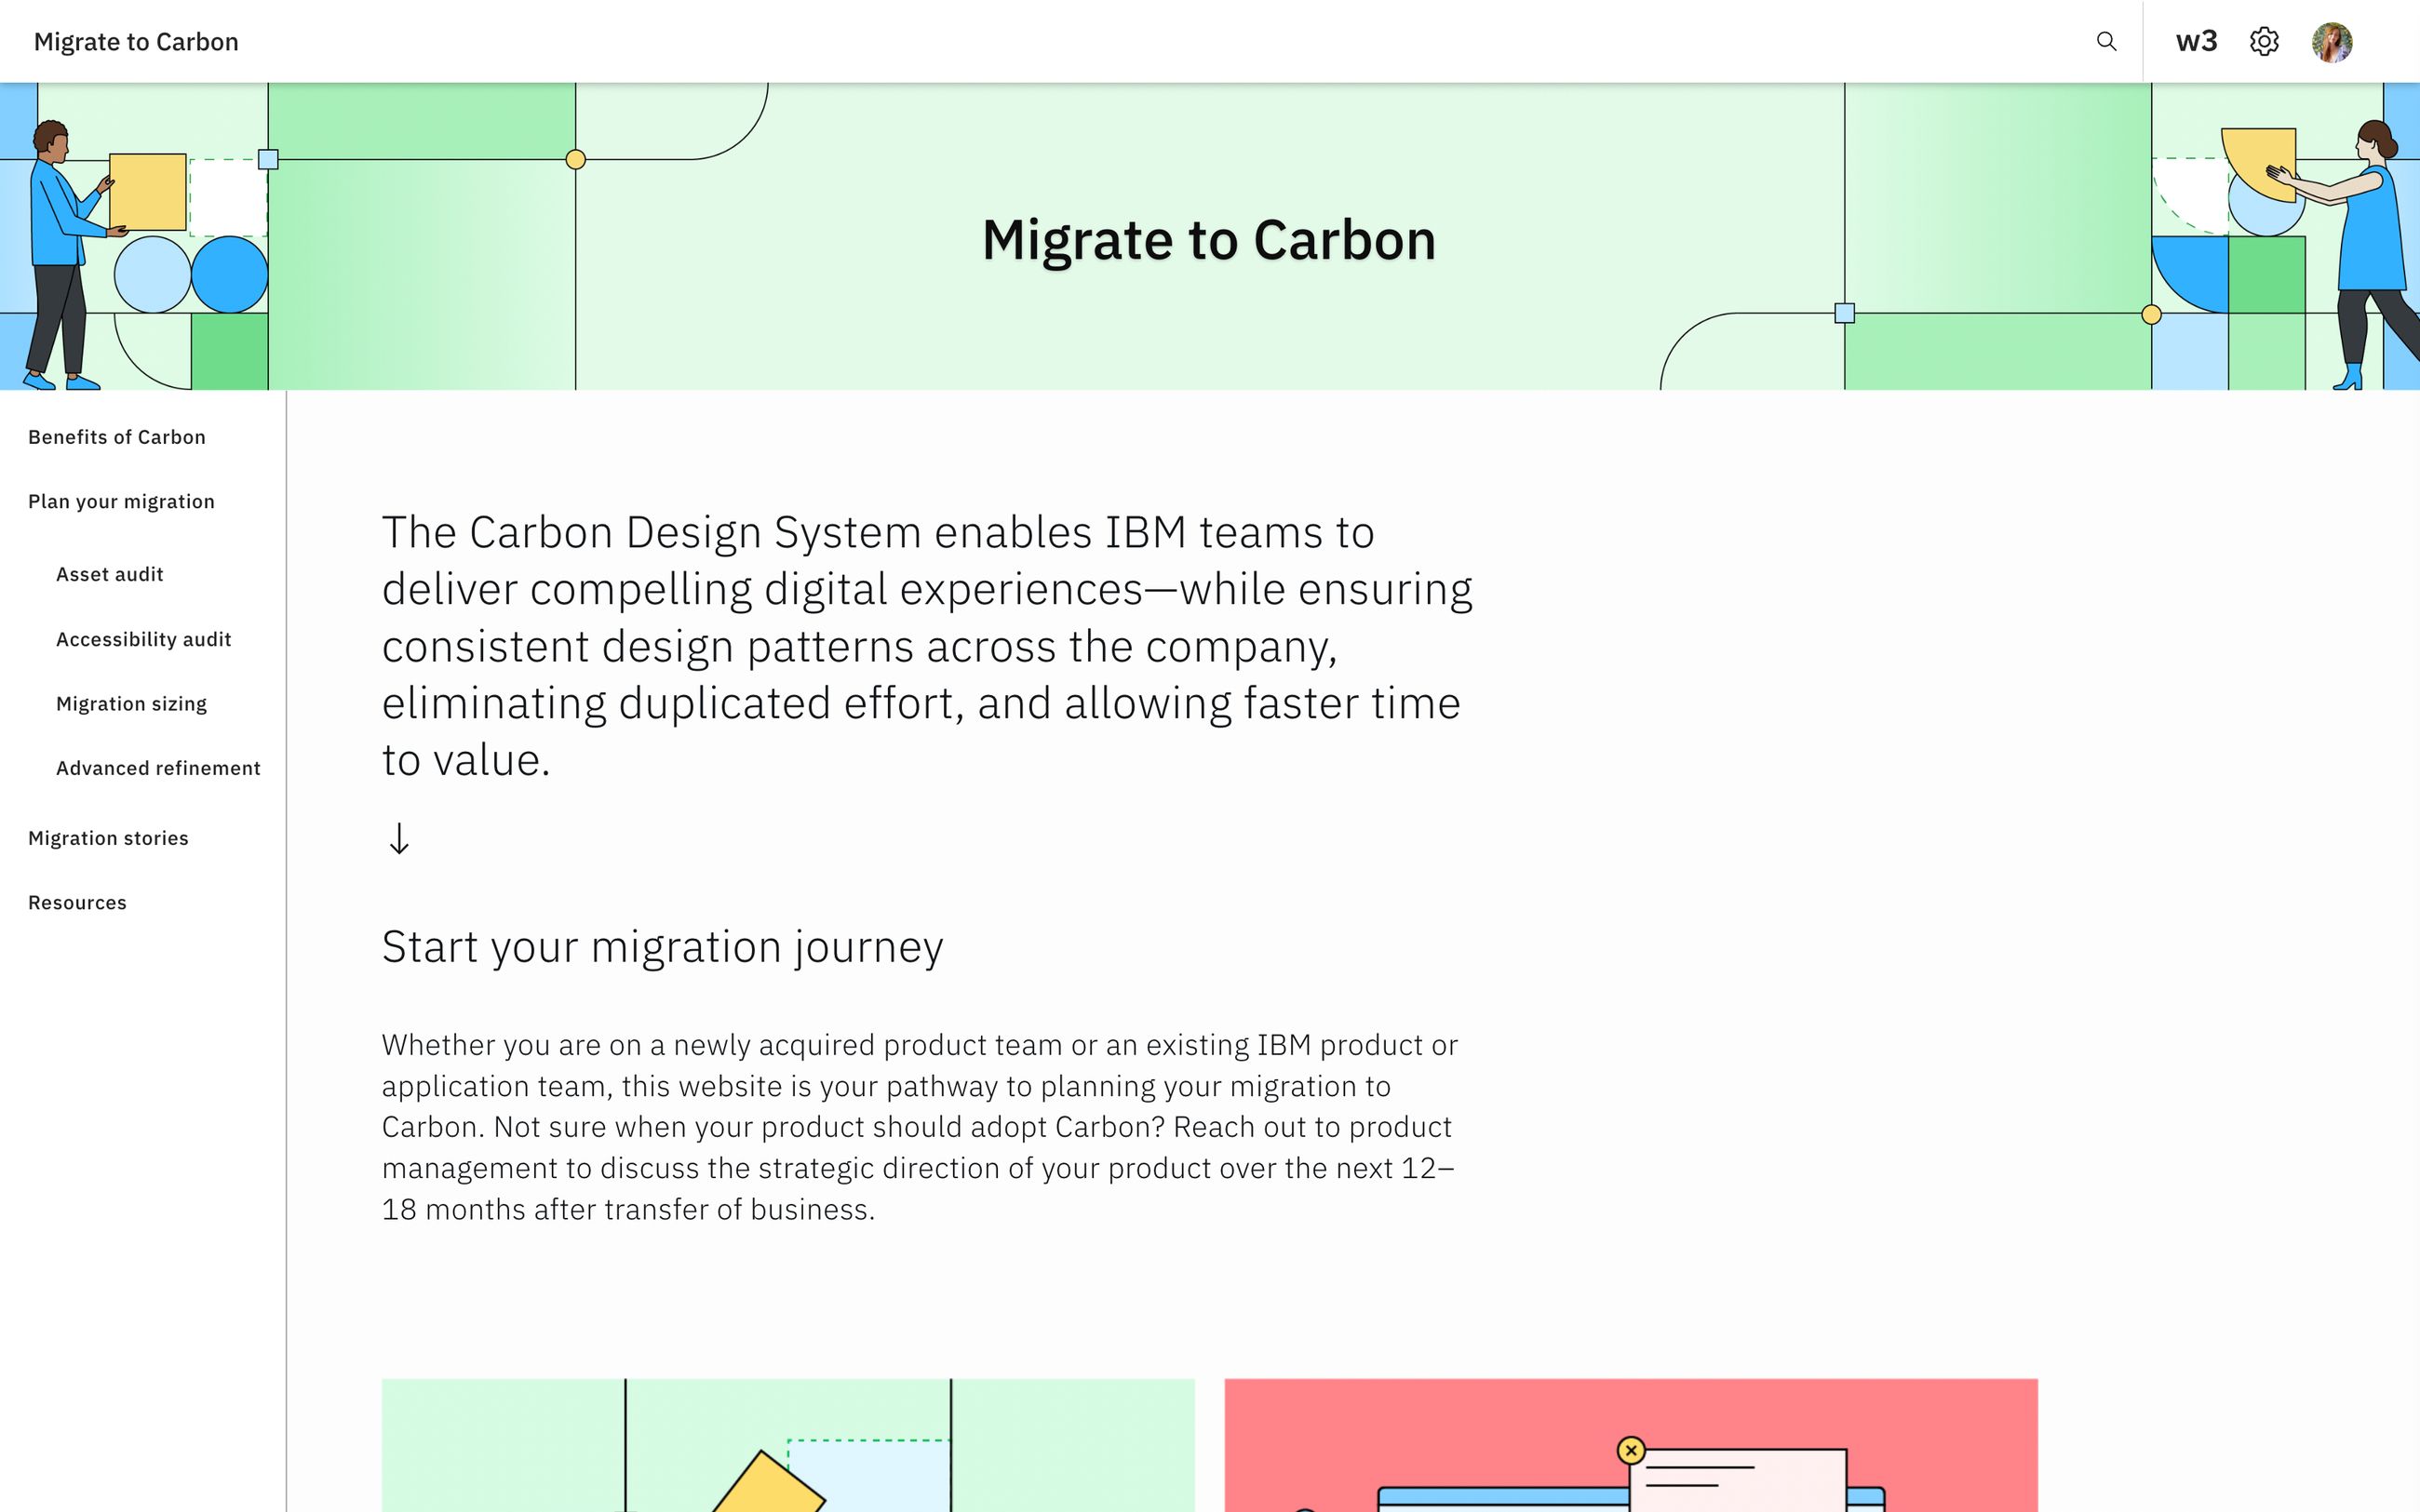 Migrate to Carbon
w3
Migrate to Carbon
Benefits of Carbon
Plan your migration
Asset audit
Accessibility audit
Migration sizing
Advanced refinement
Migration stories
Resources
The Carbon Design System enables IBM teams to
deliver compelling digital experiences—while ensuring
consistent design patterns across the company,
eliminating duplicated effort, and allowing faster time
to value.
Start your migration journey
Whether you are on a newly acquired product team or an existing IBM product or
application team, this website is your pathway to planning your migration to
Carbon. Not sure when your product should adopt Carbon? Reach out to product
management to discuss the strategic direction of your product over the next 12–
18 months after transfer of business.